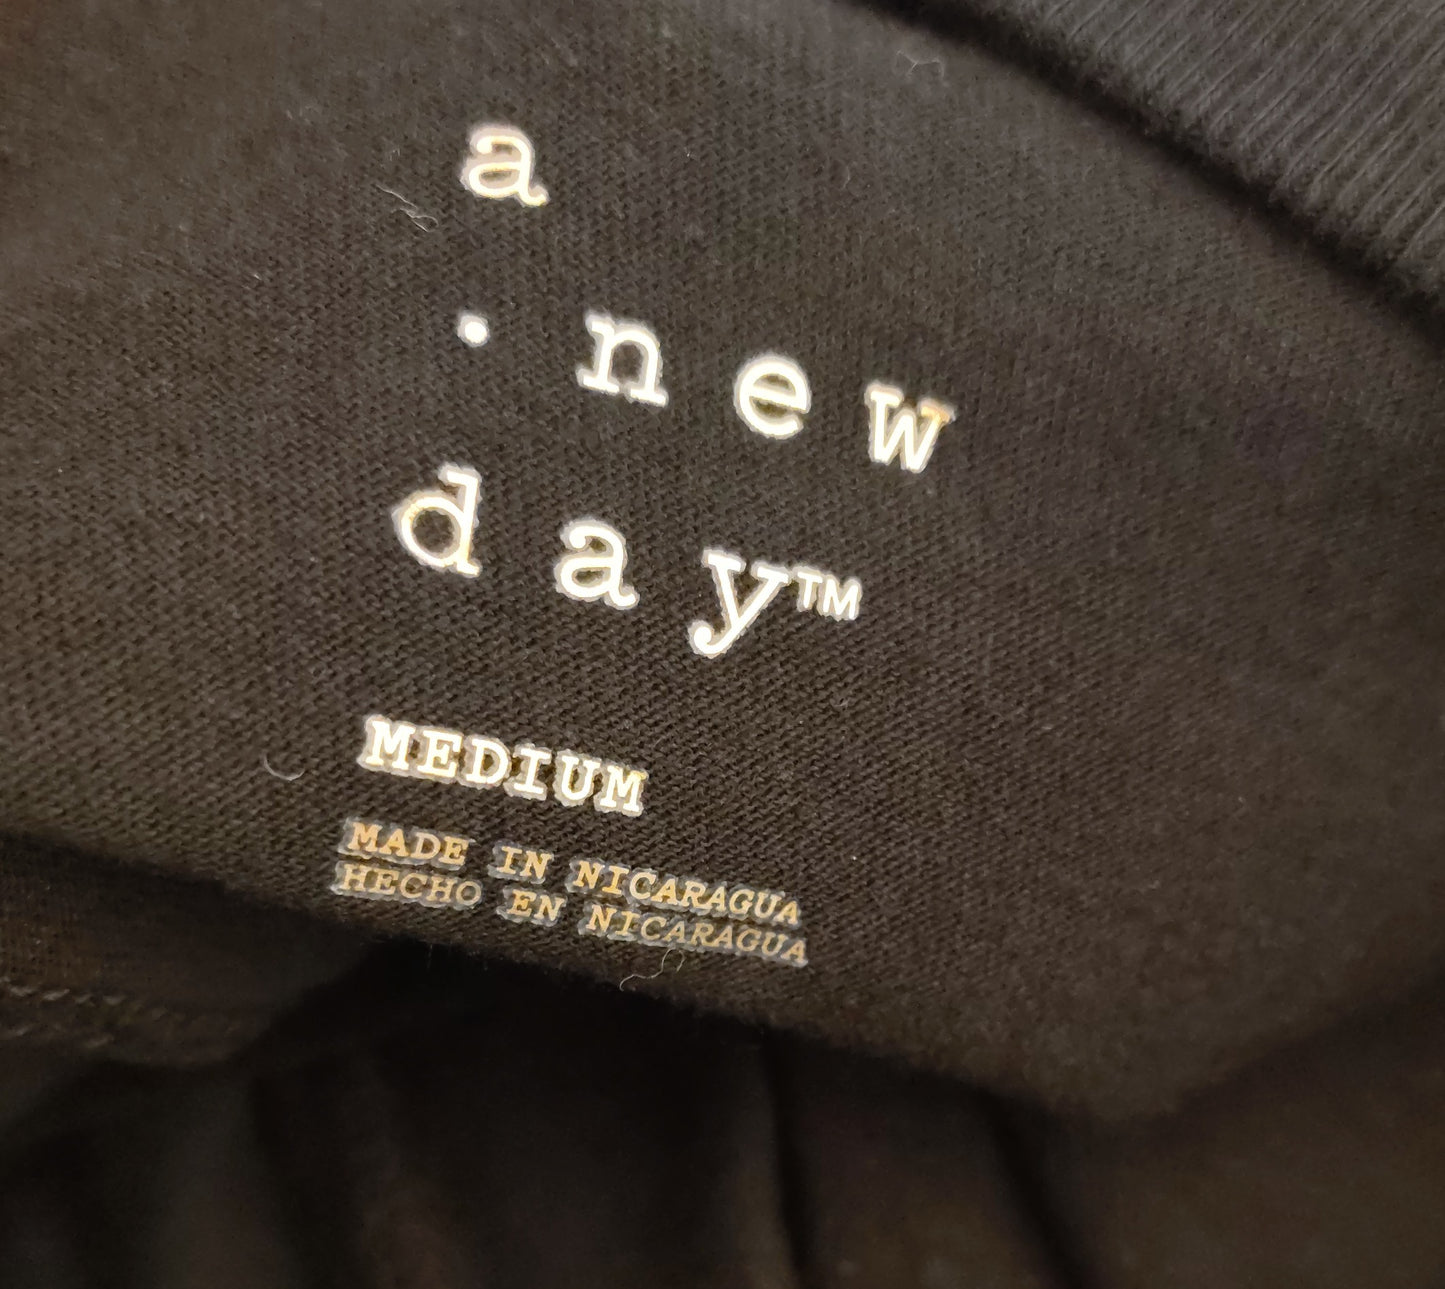 a
· new
day™
MEDIUM
MADE IN NICARAGUA
HECHO EN NICARAGUA